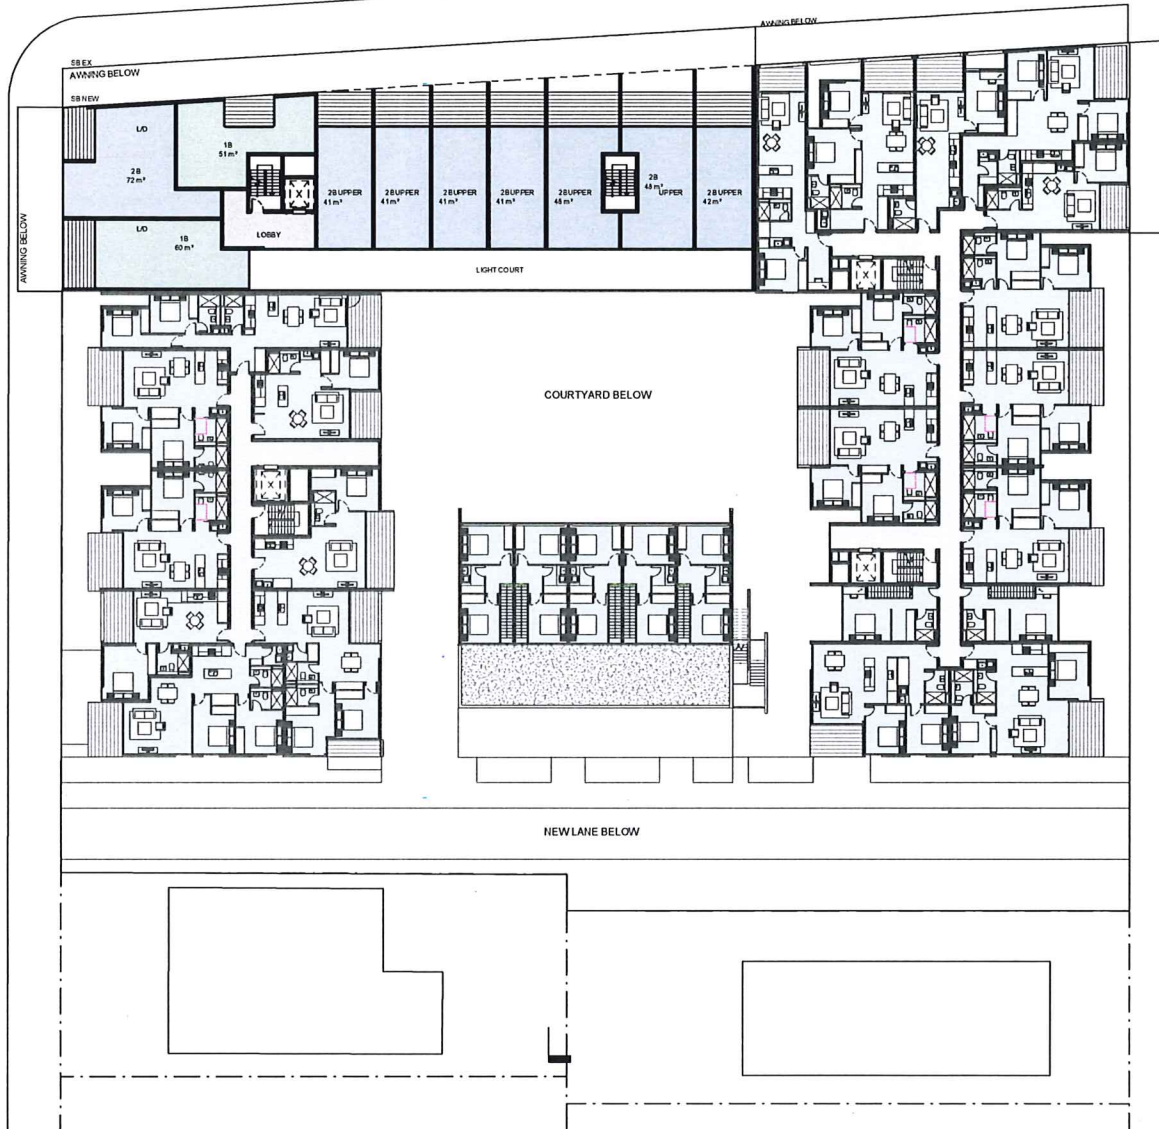 AWNING BELOW
SB EX
AWNING BELOW
SB NEW
L/D
1B
51 m²
2B
72 m²
2B UPPER
41 m²
2B UPPER
41 m²
2B UPPER
41 m²
2B UPPER
41 m²
2B UPPER
48 m²
2B
48 m²
UPPER
2B UPPER
42 m²
L/D
1B
60 m²
LOBBY
AWNING BELOW
LIGHT COURT
COURTYARD BELOW
NEW LANE BELOW